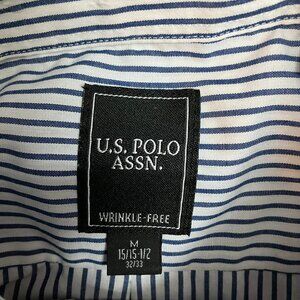 U.S. POLO
ASSN.
WRINKLE-FREE
M
15/15-1/2
32/33